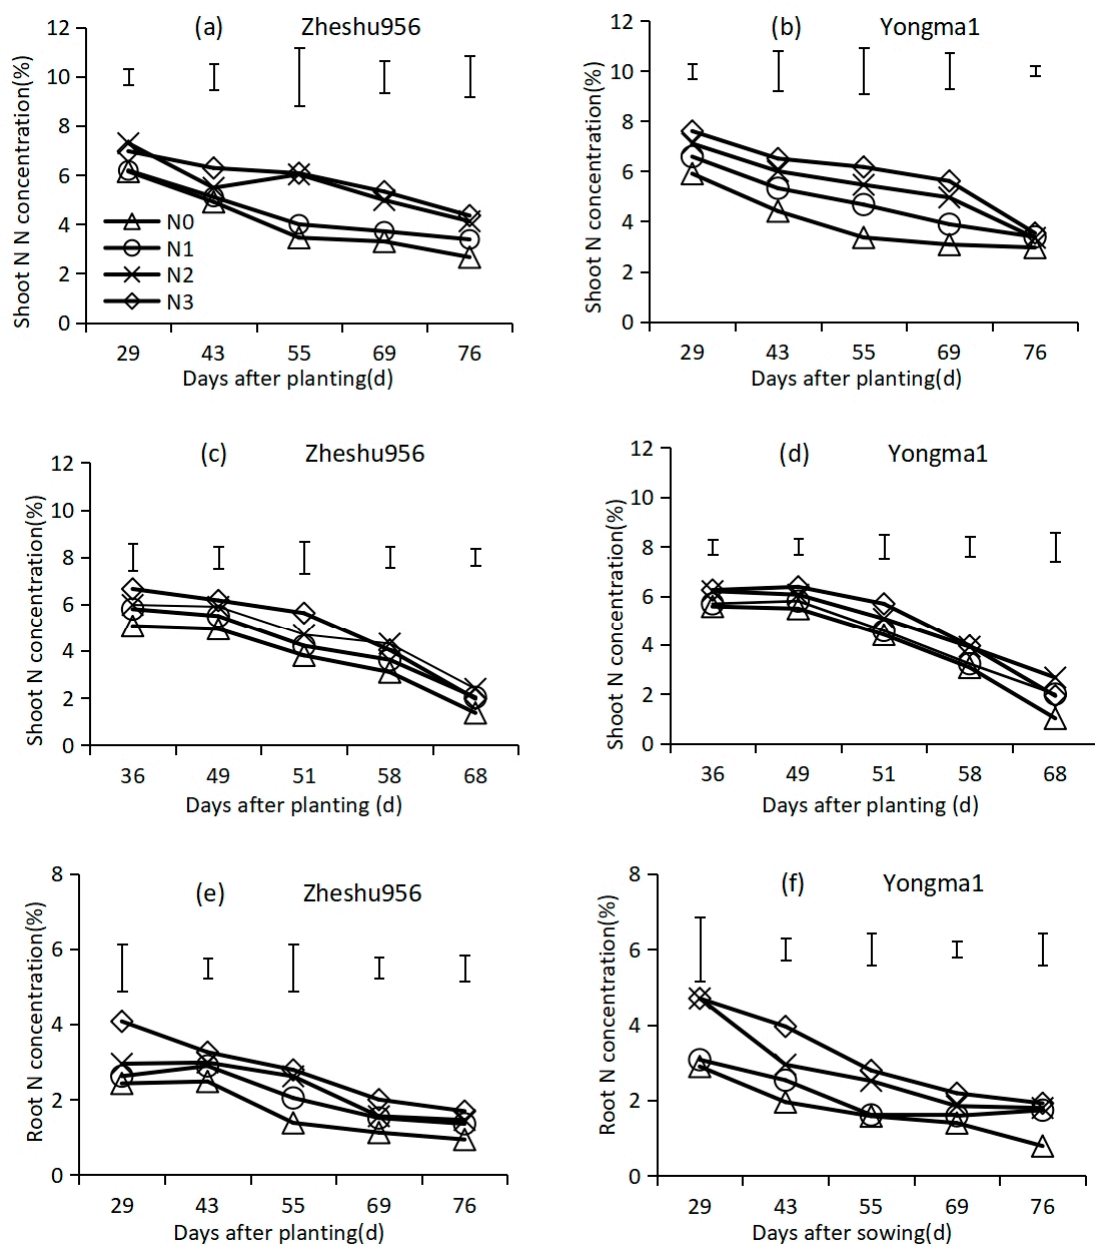 (a) Zheshu956
Shoot N concentration(%)
12
10
8
6
4
2
0
N0
N1
N2
N3
29 43 55 69 76
Days after planting(d)
(b) Yongma1
Shoot N concentration(%)
12
10
8
6
4
2
0
29 43 55 69 76
Days after planting(d)
(c) Zheshu956
Shoot N concentration(%)
12
10
8
6
4
2
0
36 49 51 58 68
Days after planting (d)
(d) Yongma1
Shoot N concentration(%)
12
10
8
6
4
2
0
36 49 51 58 68
Days after planting (d)
(e) Zheshu956
Root N concentration(%)
8
6
4
2
0
29 43 55 69 76
Days after planting(d)
(f) Yongma1
Root N concentration(%)
8
6
4
2
0
29 43 55 69 76
Days after sowing(d)